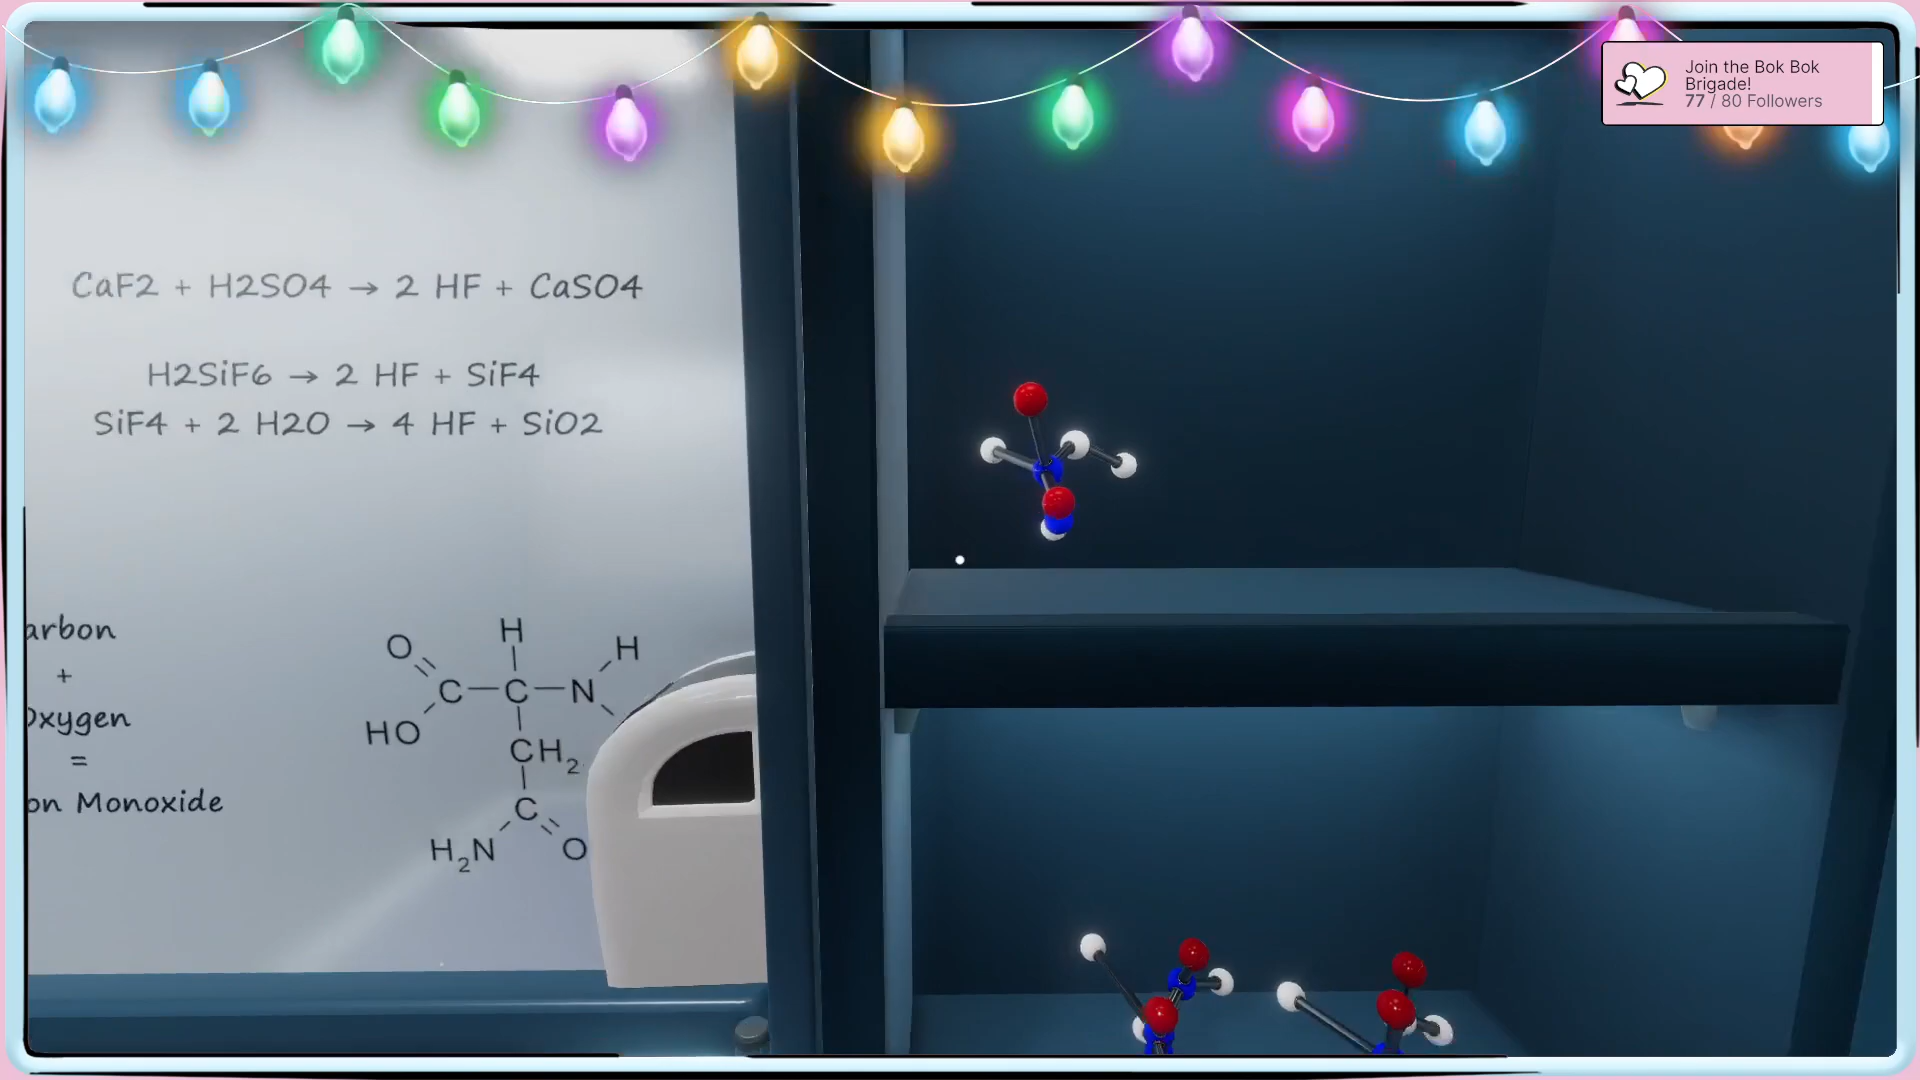 Join the Bok Bok
Brigade!
77 / 80 Followers
CaF2 + H2SO4 → 2 HF + CaSO4
H2SiF6 → 2 HF + SiF4
SiF4 + 2 H2O → 4 HF + SiO2
arbon
+
Oxygen
=
on Monoxide
H
O
H
C
C
N
HO
CH₂
C
H₂N
O